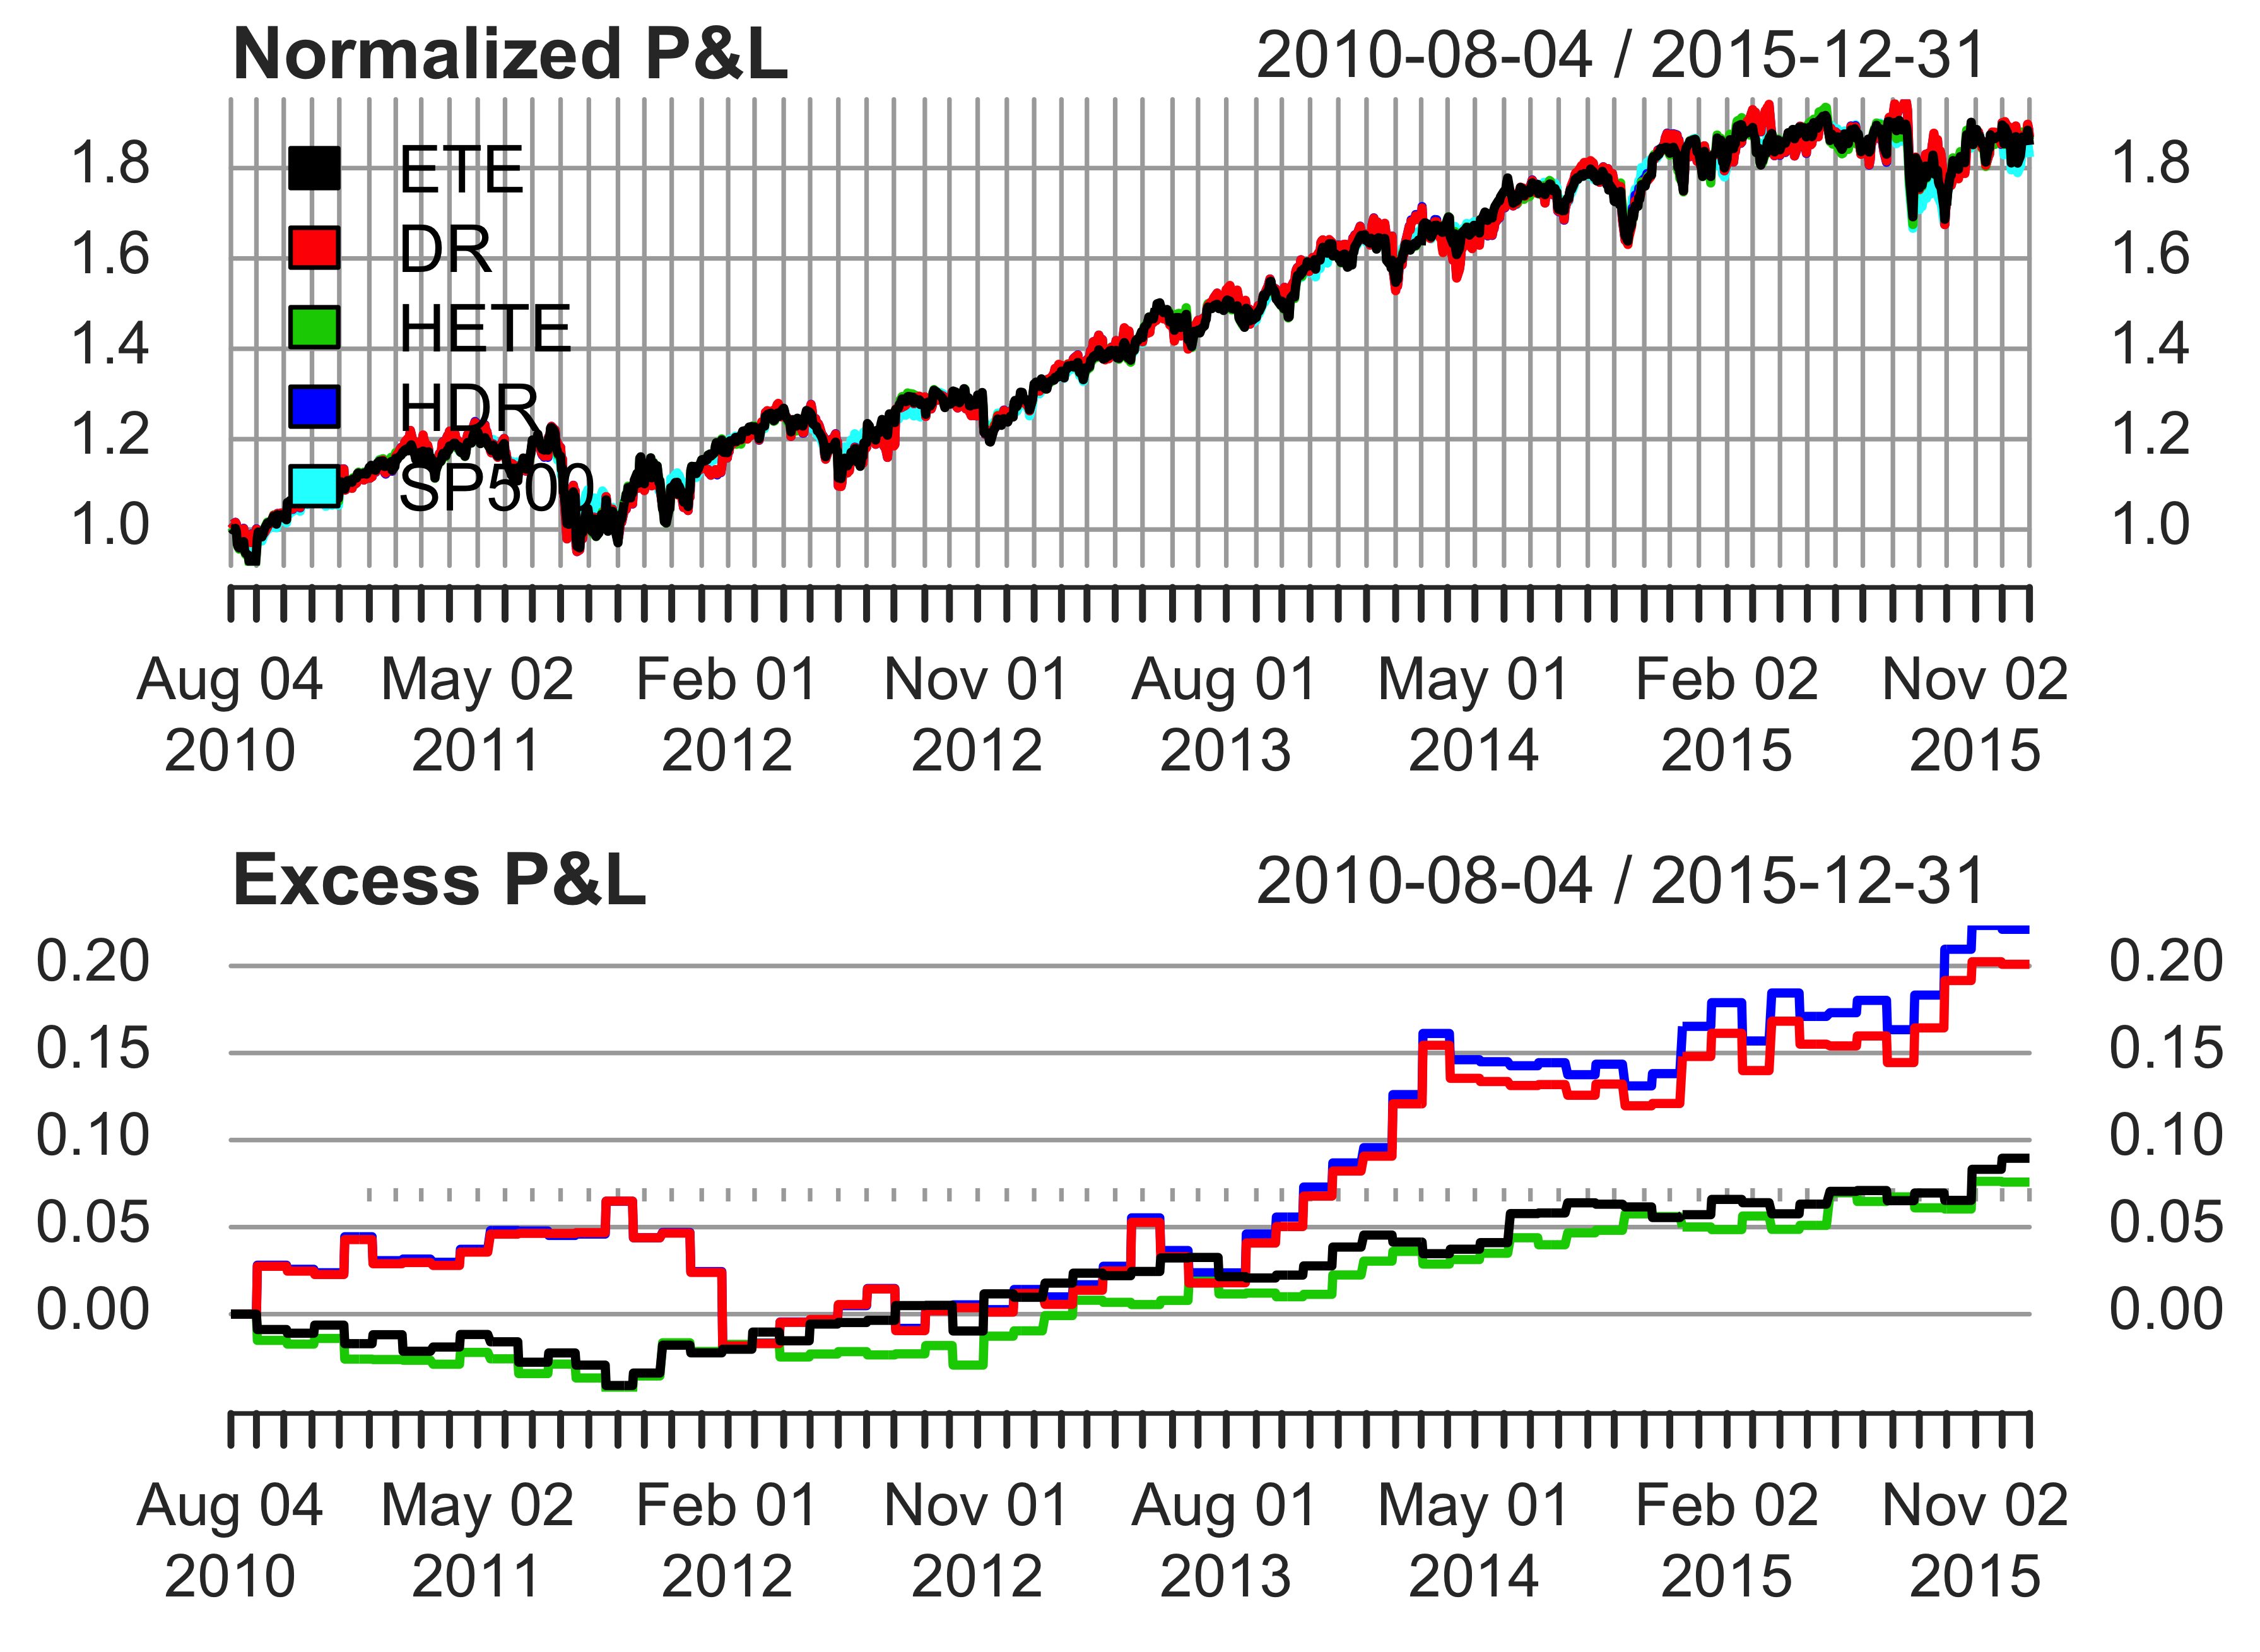 Normalized P&L 2010-08-04 / 2015-12-31
1.8 ETE 1.8
1.6 DR 1.6
1.4 HETE 1.4
1.2 HDR 1.2
1.0 SP500 1.0
Aug 04 May 02 Feb 01 Nov 01 Aug 01 May 01 Feb 02 Nov 02
2010 2011 2012 2012 2013 2014 2015 2015
Excess P&L 2010-08-04 / 2015-12-31
0.20 0.20
0.15 0.15
0.10 0.10
0.05 0.05
0.00 0.00
Aug 04 May 02 Feb 01 Nov 01 Aug 01 May 01 Feb 02 Nov 02
2010 2011 2012 2012 2013 2014 2015 2015